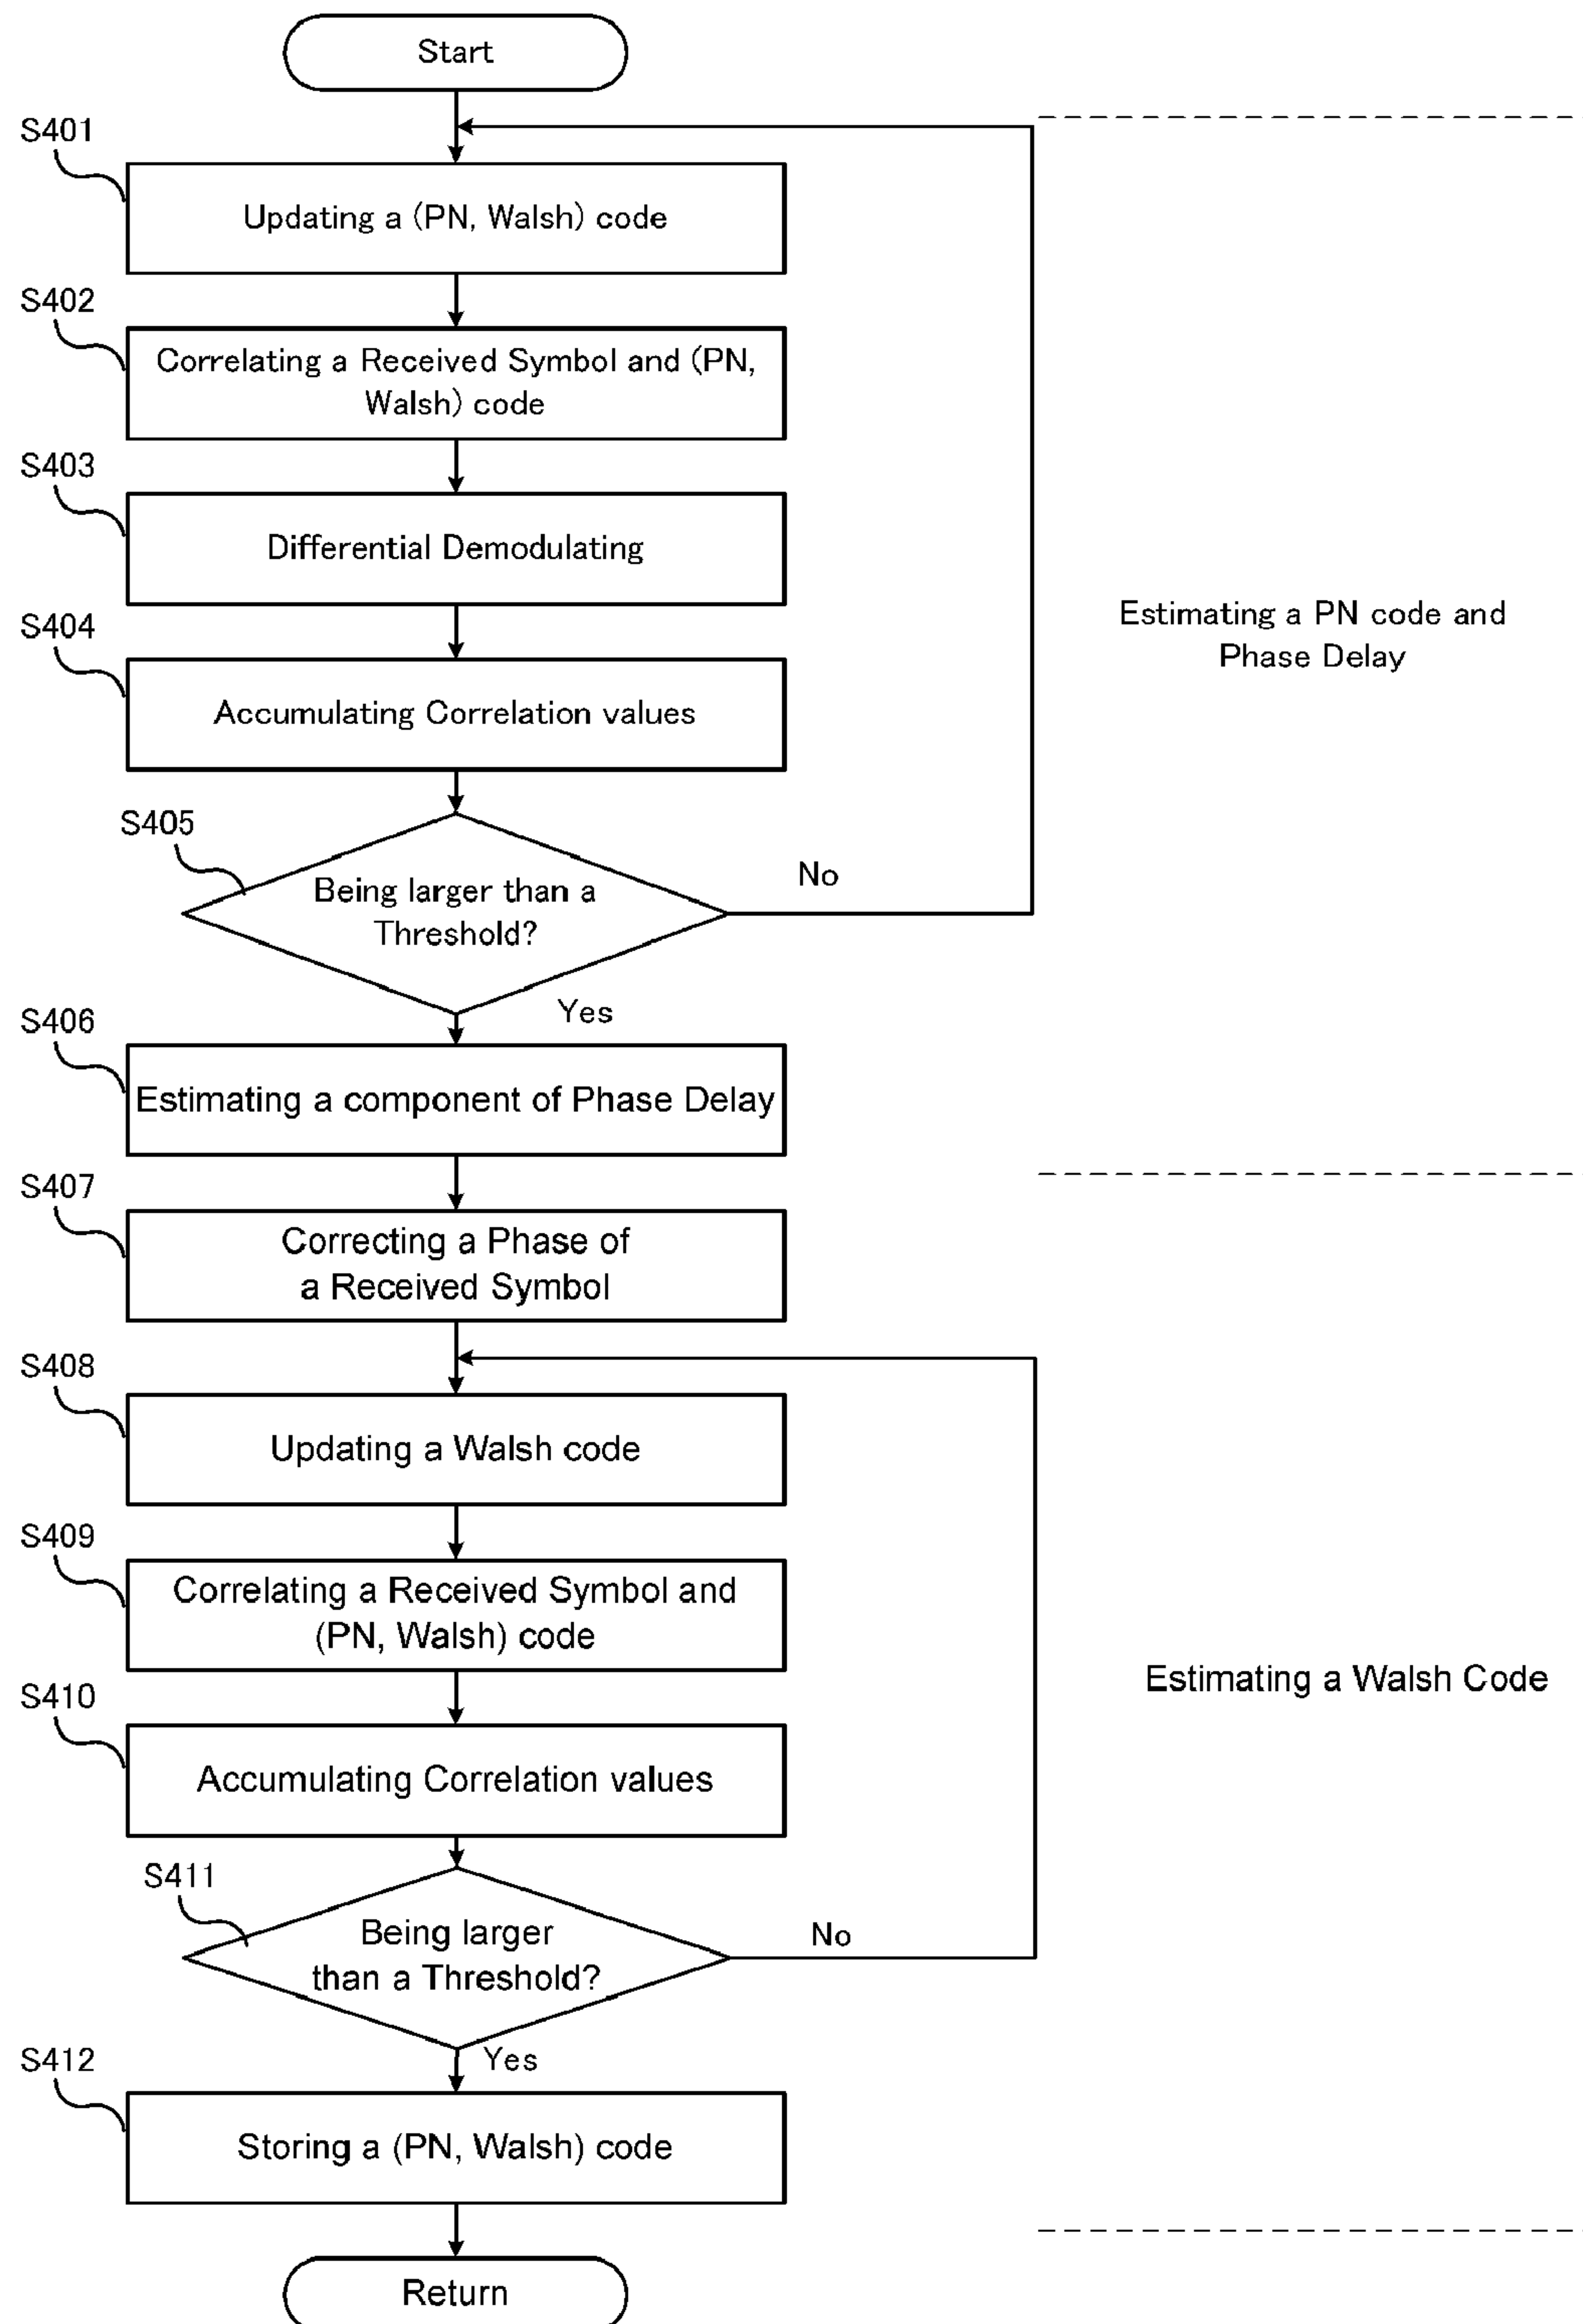 Start
S401
Updating a (PN, Walsh) code
S402
Correlating a Received Symbol and (PN,
Walsh) code
S403
Differential Demodulating
S404
Accumulating Correlation values
Estimating a PN code and
Phase Delay
S405
Being larger than a
Threshold?
No
Yes
S406
Estimating a component of Phase Delay
S407
Correcting a Phase of
a Received Symbol
S408
Updating a Walsh code
S409
Correlating a Received Symbol and
(PN, Walsh) code
S410
Accumulating Correlation values
Estimating a Walsh Code
S411
Being larger
than a Threshold?
No
Yes
S412
Storing a (PN, Walsh) code
Return